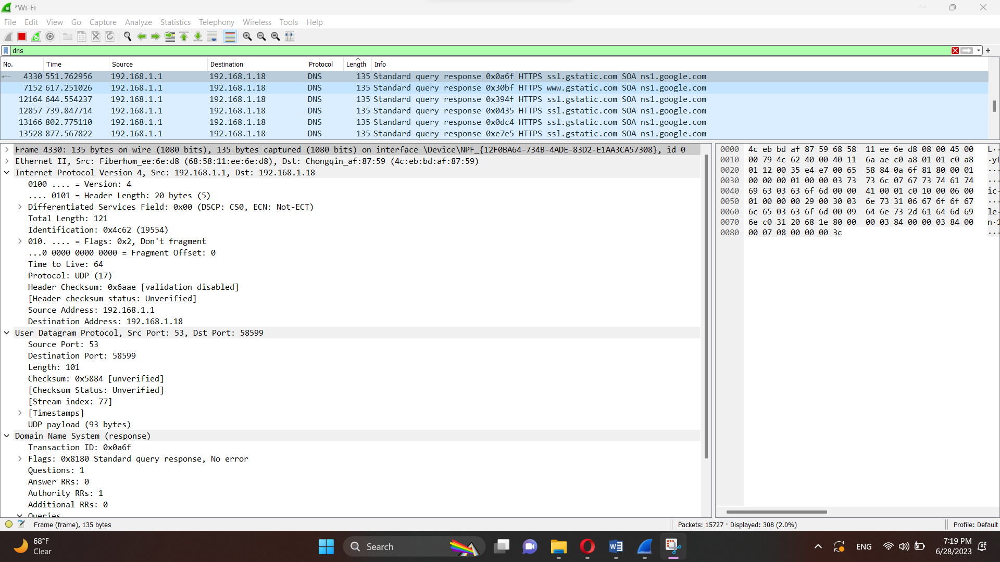 *Wi-Fi
File Edit View Go Capture Analyze Statistics Telephony Wireless Tools Help
dns
No. Time Source Destination Protocol Length Info
4330 551.762956 192.168.1.1 192.168.1.18 DNS 135 Standard query response 0x0a6f HTTPS ssl.gstatic.com SOA ns1.google.com
7152 617.251026 192.168.1.1 192.168.1.18 DNS 135 Standard query response 0x30bf HTTPS www.gstatic.com SOA ns1.google.com
12164 644.554237 192.168.1.1 192.168.1.18 DNS 135 Standard query response 0x394f HTTPS ssl.gstatic.com SOA ns1.google.com
12857 739.847714 192.168.1.1 192.168.1.18 DNS 135 Standard query response 0x0435 HTTPS ssl.gstatic.com SOA ns1.google.com
13166 802.775110 192.168.1.1 192.168.1.18 DNS 135 Standard query response 0x0dc4 HTTPS ssl.gstatic.com SOA ns1.google.com
13528 877.567822 192.168.1.1 192.168.1.18 DNS 135 Standard query response 0xe7e5 HTTPS ssl.gstatic.com SOA ns1.google.com
Frame 4330: 135 bytes on wire (1080 bits), 135 bytes captured (1080 bits) on interface \Device\NPF_{12F0BA64-734B-4ADE-83D2-E1AA3CA57308}, id 0
Ethernet II, Src: Fiberhom_ee:6e:d8 (68:58:11:ee:6e:d8), Dst: Chongqin_af:87:59 (4c:eb:bd:af:87:59)
Internet Protocol Version 4, Src: 192.168.1.1, Dst: 192.168.1.18
0100 .... = Version: 4
.... 0101 = Header Length: 20 bytes (5)
Differentiated Services Field: 0x00 (DSCP: CS0, ECN: Not-ECT)
Total Length: 121
Identification: 0x4c62 (19554)
010. .... = Flags: 0x2, Don't fragment
...0 0000 0000 0000 = Fragment Offset: 0
Time to Live: 64
Protocol: UDP (17)
Header Checksum: 0x6aae [validation disabled]
[Header checksum status: Unverified]
Source Address: 192.168.1.1
Destination Address: 192.168.1.18
User Datagram Protocol, Src Port: 53, Dst Port: 58599
Source Port: 53
Destination Port: 58599
Length: 101
Checksum: 0x5884 [unverified]
[Checksum Status: Unverified]
[Stream index: 77]
[Timestamps]
UDP payload (93 bytes)
Domain Name System (response)
Transaction ID: 0x0a6f
Flags: 0x8180 Standard query response, No error
Questions: 1
Answer RRs: 0
Authority RRs: 1
Additional RRs: 0
Queries
0000 4c eb bd af 87 59 68 58 11 ee 6e d8 08 00 45 00 L··
0010 00 79 4c 62 40 00 40 11 6a ae c0 a8 01 01 c0 a8 ·yL
0020 01 12 00 35 e4 e7 00 65 58 84 0a 6f 81 80 00 01 ···
0030 00 00 00 01 00 00 03 73 73 6c 07 67 73 74 61 74 ···
0040 69 63 03 63 6f 6d 00 00 41 00 01 c0 10 00 06 00 ic·
0050 01 00 00 00 29 00 30 03 6e 73 31 06 67 6f 6f 67 ···
0060 6c 65 03 63 6f 6d 00 09 64 6e 73 2d 61 64 6d 69 le·
0070 6e c0 31 20 68 1e 80 00 00 03 84 00 00 03 84 00 n·1
0080 00 07 08 00 00 00 3c ···
Frame (frame), 135 bytes
Packets: 15727 · Displayed: 308 (2.0%)
Profile: Default
68°F
Clear
Search
ENG
7:19 PM
6/28/2023